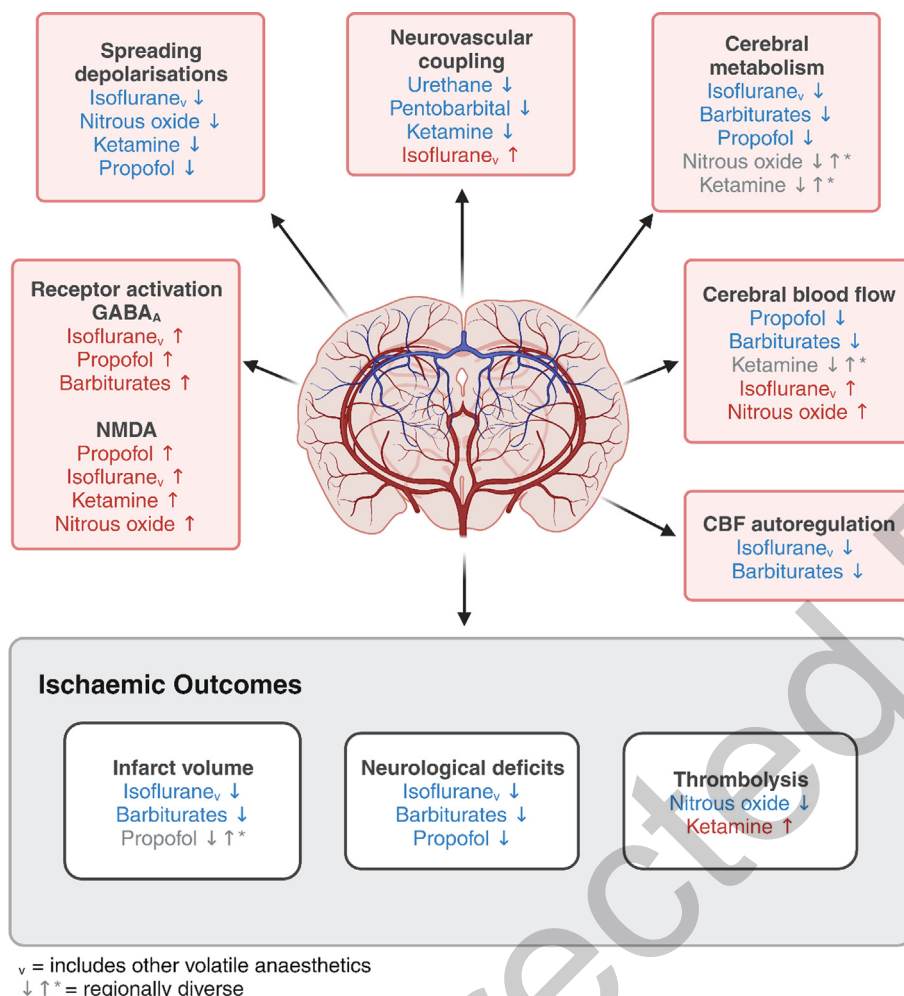 Spreading
depolarisations
Isofluraneᵥ ↓
Nitrous oxide ↓
Ketamine ↓
Propofol ↓
Neurovascular
coupling
Urethane ↓
Pentobarbital ↓
Ketamine ↓
Isofluraneᵥ ↑
Cerebral
metabolism
Isofluraneᵥ ↓
Barbiturates ↓
Propofol ↓
Nitrous oxide ↓↑*
Ketamine ↓↑*
Receptor activation
GABA_A
Isofluraneᵥ ↑
Propofol ↑
Barbiturates ↑
NMDA
Propofol ↑
Isofluraneᵥ ↑
Ketamine ↑
Nitrous oxide ↑
Cerebral blood flow
Propofol ↓
Barbiturates ↓
Ketamine ↓↑*
Isofluraneᵥ ↑
Nitrous oxide ↑
CBF autoregulation
Isofluraneᵥ ↓
Barbiturates ↓
Ischaemic Outcomes
Infarct volume
Isofluraneᵥ ↓
Barbiturates ↓
Propofol ↓↑*
Neurological deficits
Isofluraneᵥ ↓
Barbiturates ↓
Propofol ↓
Thrombolysis
Nitrous oxide ↓
Ketamine ↑
ᵥ = includes other volatile anaesthetics
↓↑* = regionally diverse